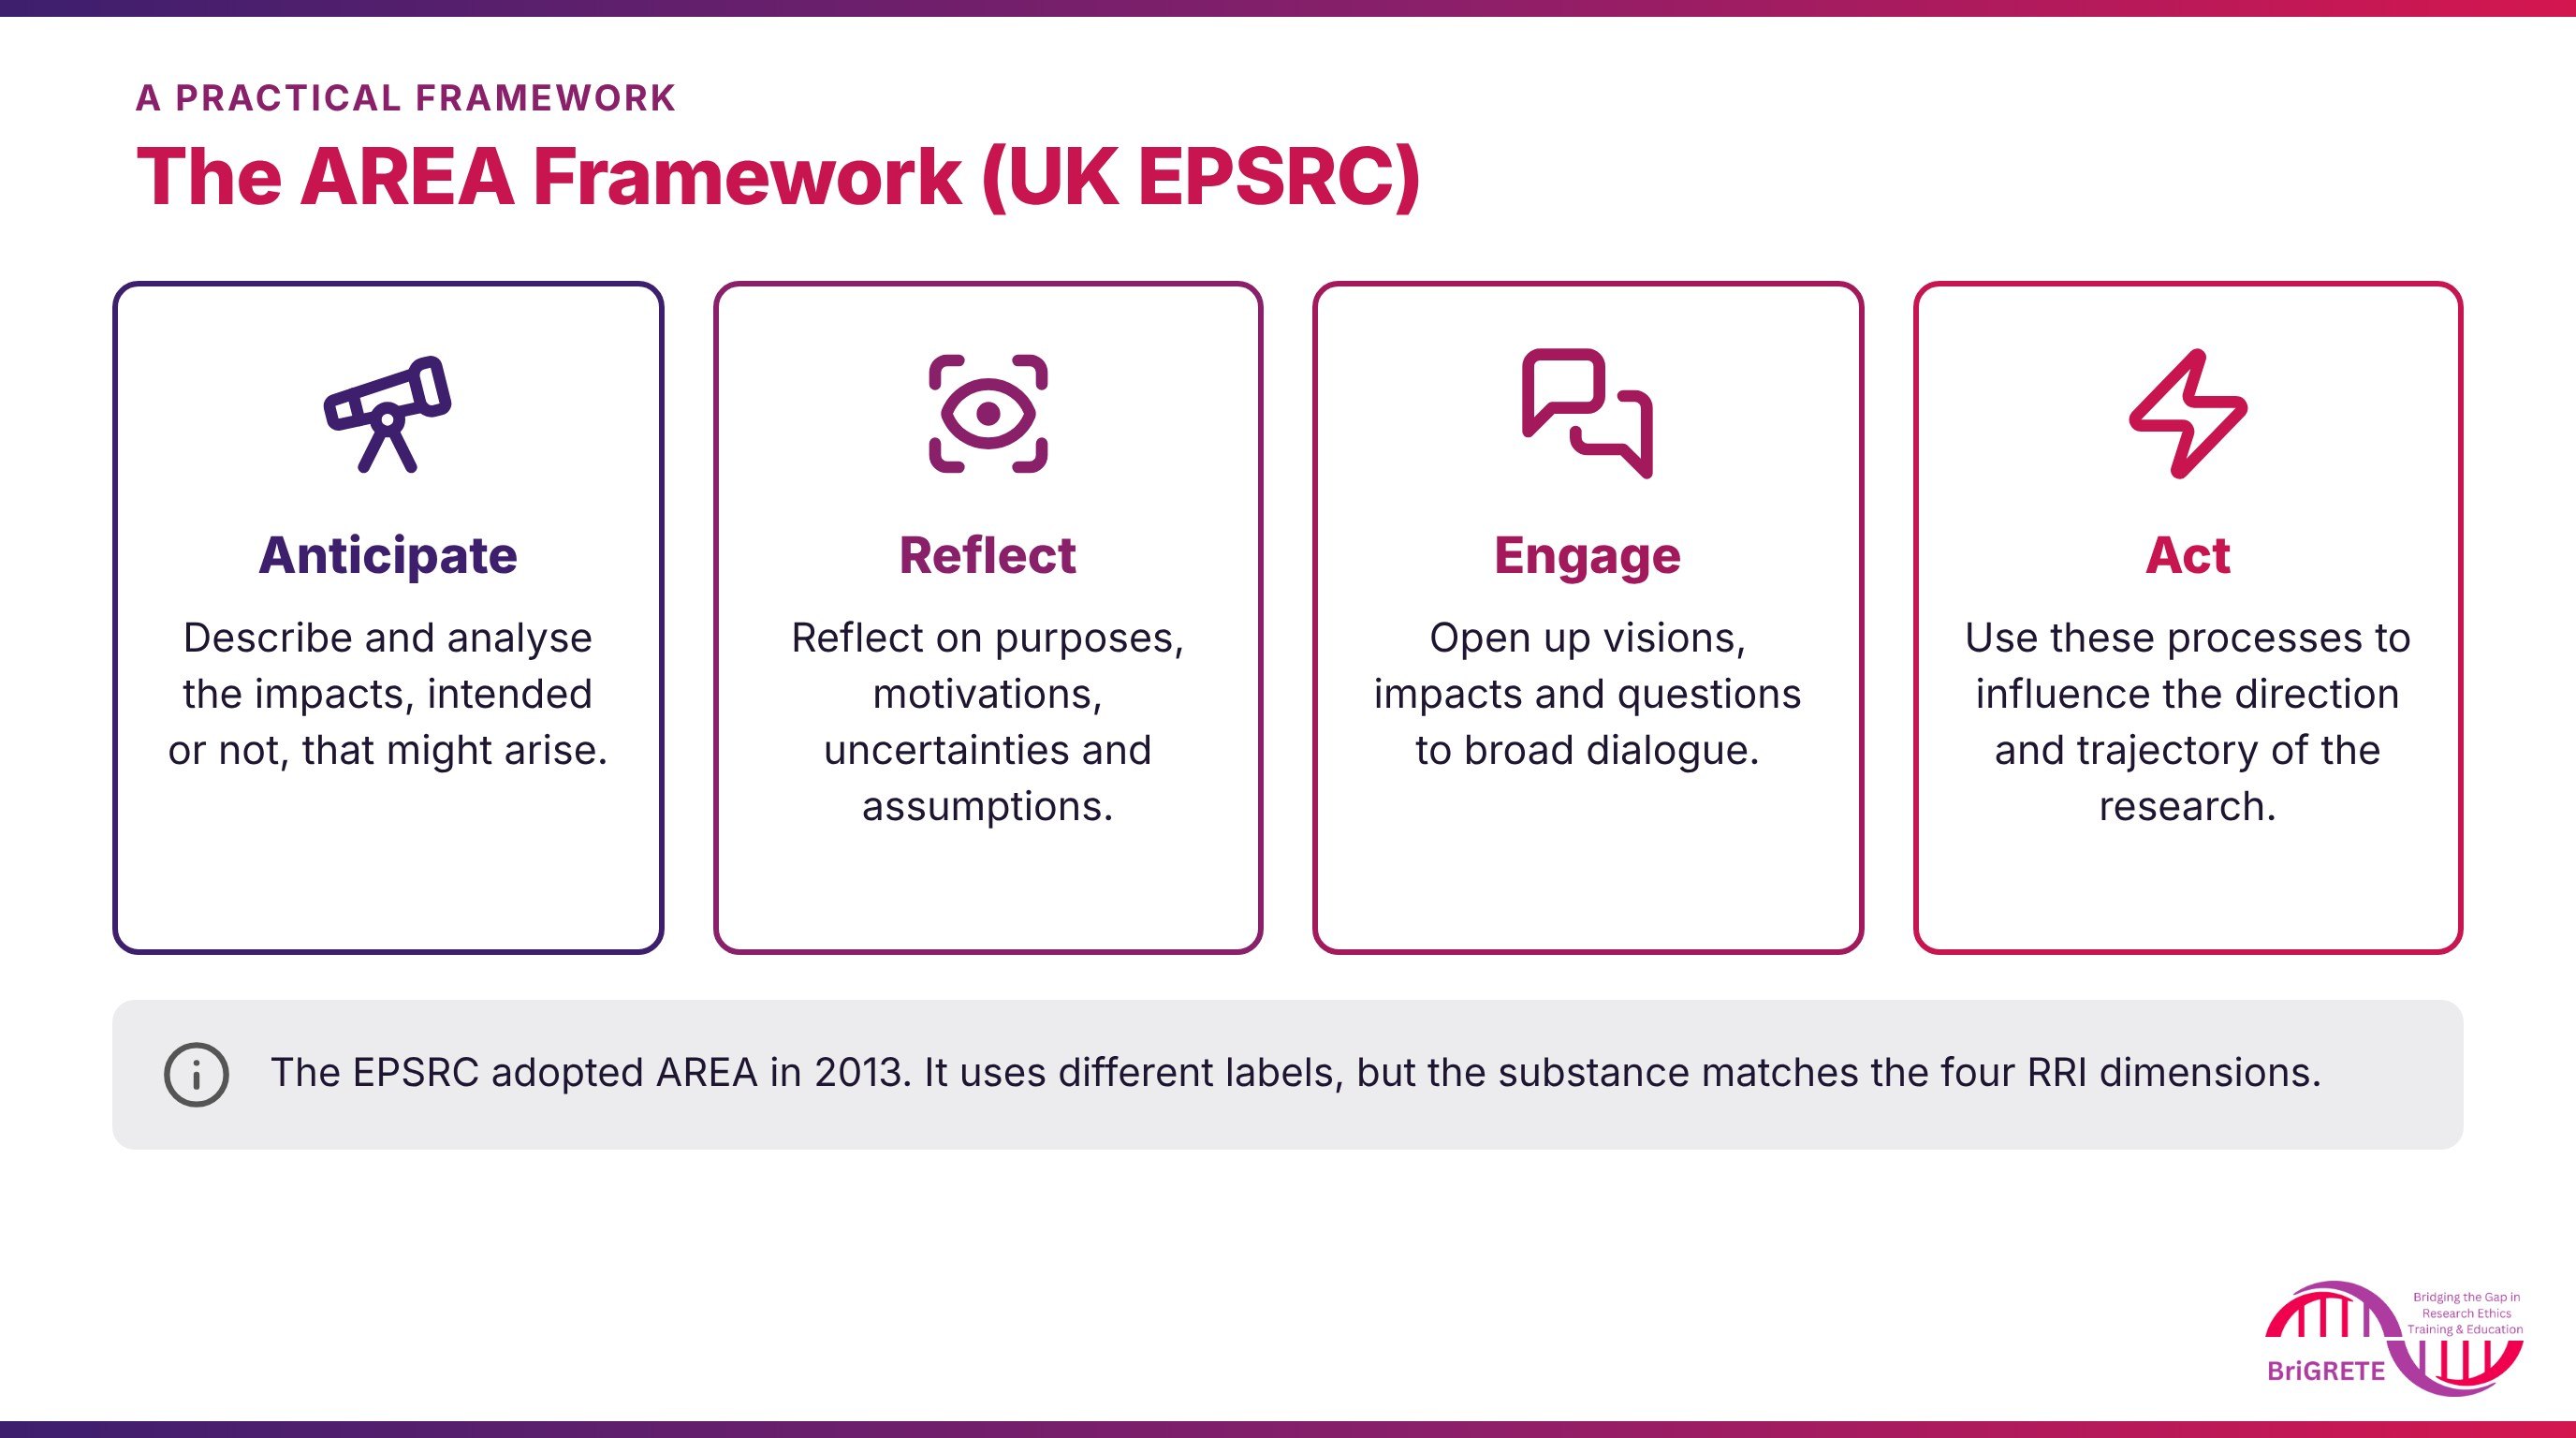 A PRACTICAL FRAMEWORK
The AREA Framework (UK EPSRC)
Anticipate
Describe and analyse
the impacts, intended
or not, that might arise.
Reflect
Reflect on purposes,
motivations,
uncertainties and
assumptions.
Engage
Open up visions,
impacts and questions
to broad dialogue.
Act
Use these processes to
influence the direction
and trajectory of the
research.
The EPSRC adopted AREA in 2013. It uses different labels, but the substance matches the four RRI dimensions.
Bridging the Gap in
Research Ethics
Training & Education
BriGRETE